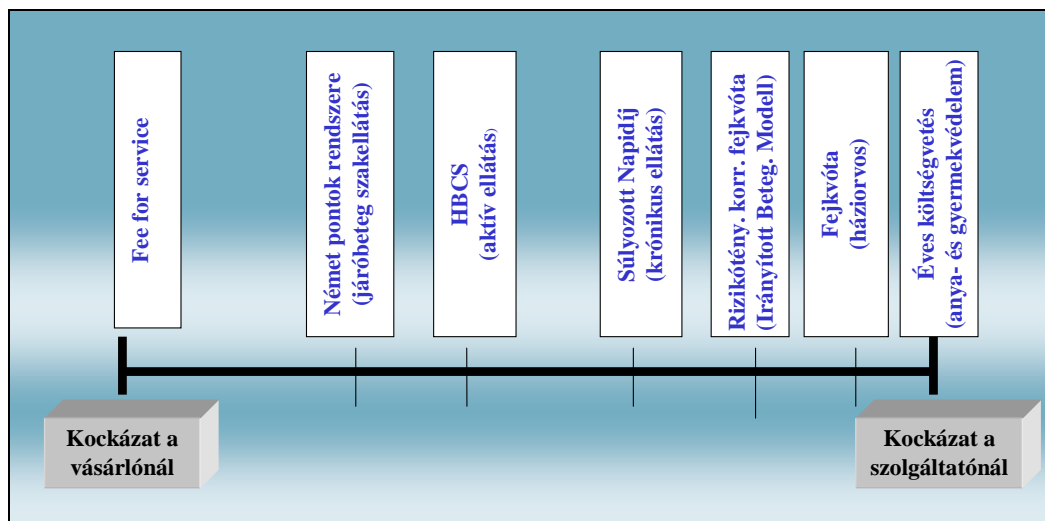 Fee for service
Német pontok rendszere
(járóbeteg szakellátás)
HBCS
(aktív ellátás)
Súlyozott Napidíj
(krónikus ellátás)
Rizikótény. korr. fejkvóta
(Irányított Beteg. Modell)
Fejkvóta
(háziorvos)
Éves költségvetés
(anya- és gyermekvédelem)
Kockázat a
vásárlónál
Kockázat a
szolgáltatónál